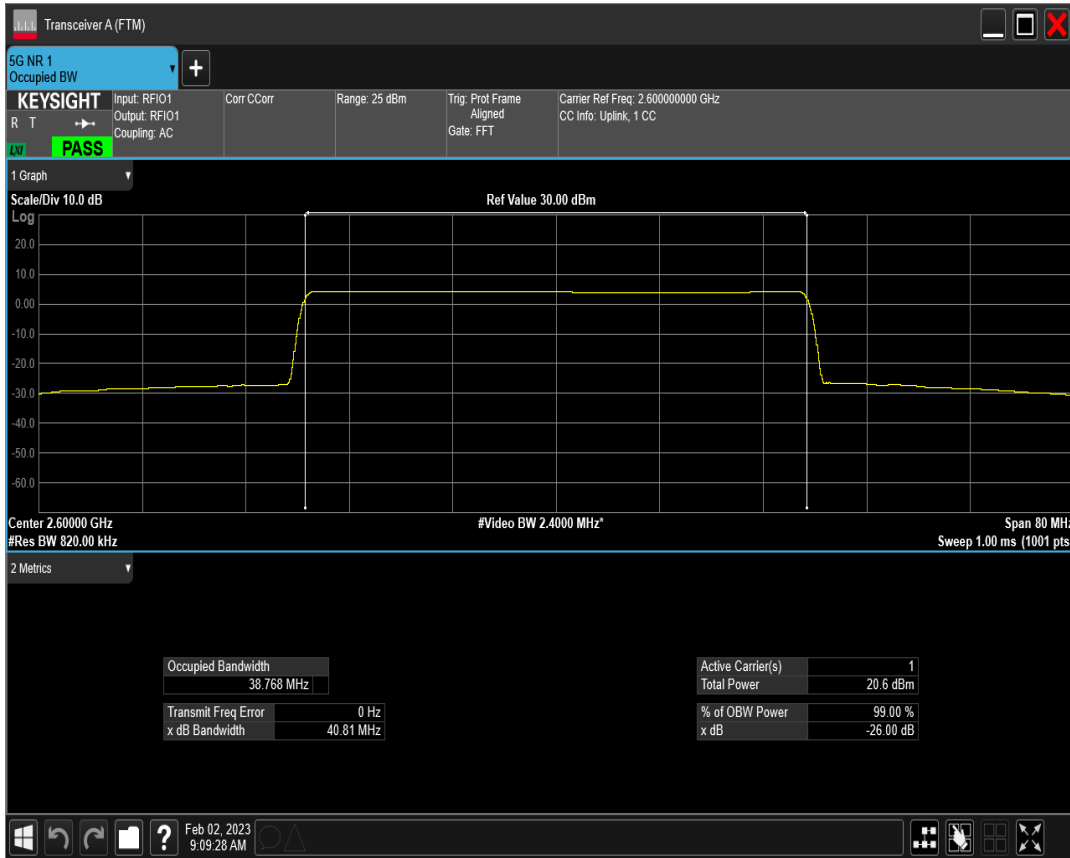 Transceiver A (FTM)
5G NR 1
Occupied BW
+
KEYSIGHT
R T
LXI
PASS
Input: RFIO1
Output: RFIO1
Coupling: AC
Corr CCorr
Range: 25 dBm
Trig: Prot Frame
Aligned
Gate: FFT
Carrier Ref Freq: 2.600000000 GHz
CC Info: Uplink, 1 CC
1 Graph
Scale/Div 10.0 dB
Ref Value 30.00 dBm
Log
20.0
10.0
0.00
-10.0
-20.0
-30.0
-40.0
-50.0
-60.0
Center 2.60000 GHz
#Video BW 2.4000 MHz*
Span 80 MHz
#Res BW 820.00 kHz
Sweep 1.00 ms (1001 pts
2 Metrics
Occupied Bandwidth
38.768 MHz
Transmit Freq Error 0 Hz
x dB Bandwidth 40.81 MHz
Active Carrier(s) 1
Total Power 20.6 dBm
% of OBW Power 99.00 %
x dB -26.00 dB
?
Feb 02, 2023
9:09:28 AM